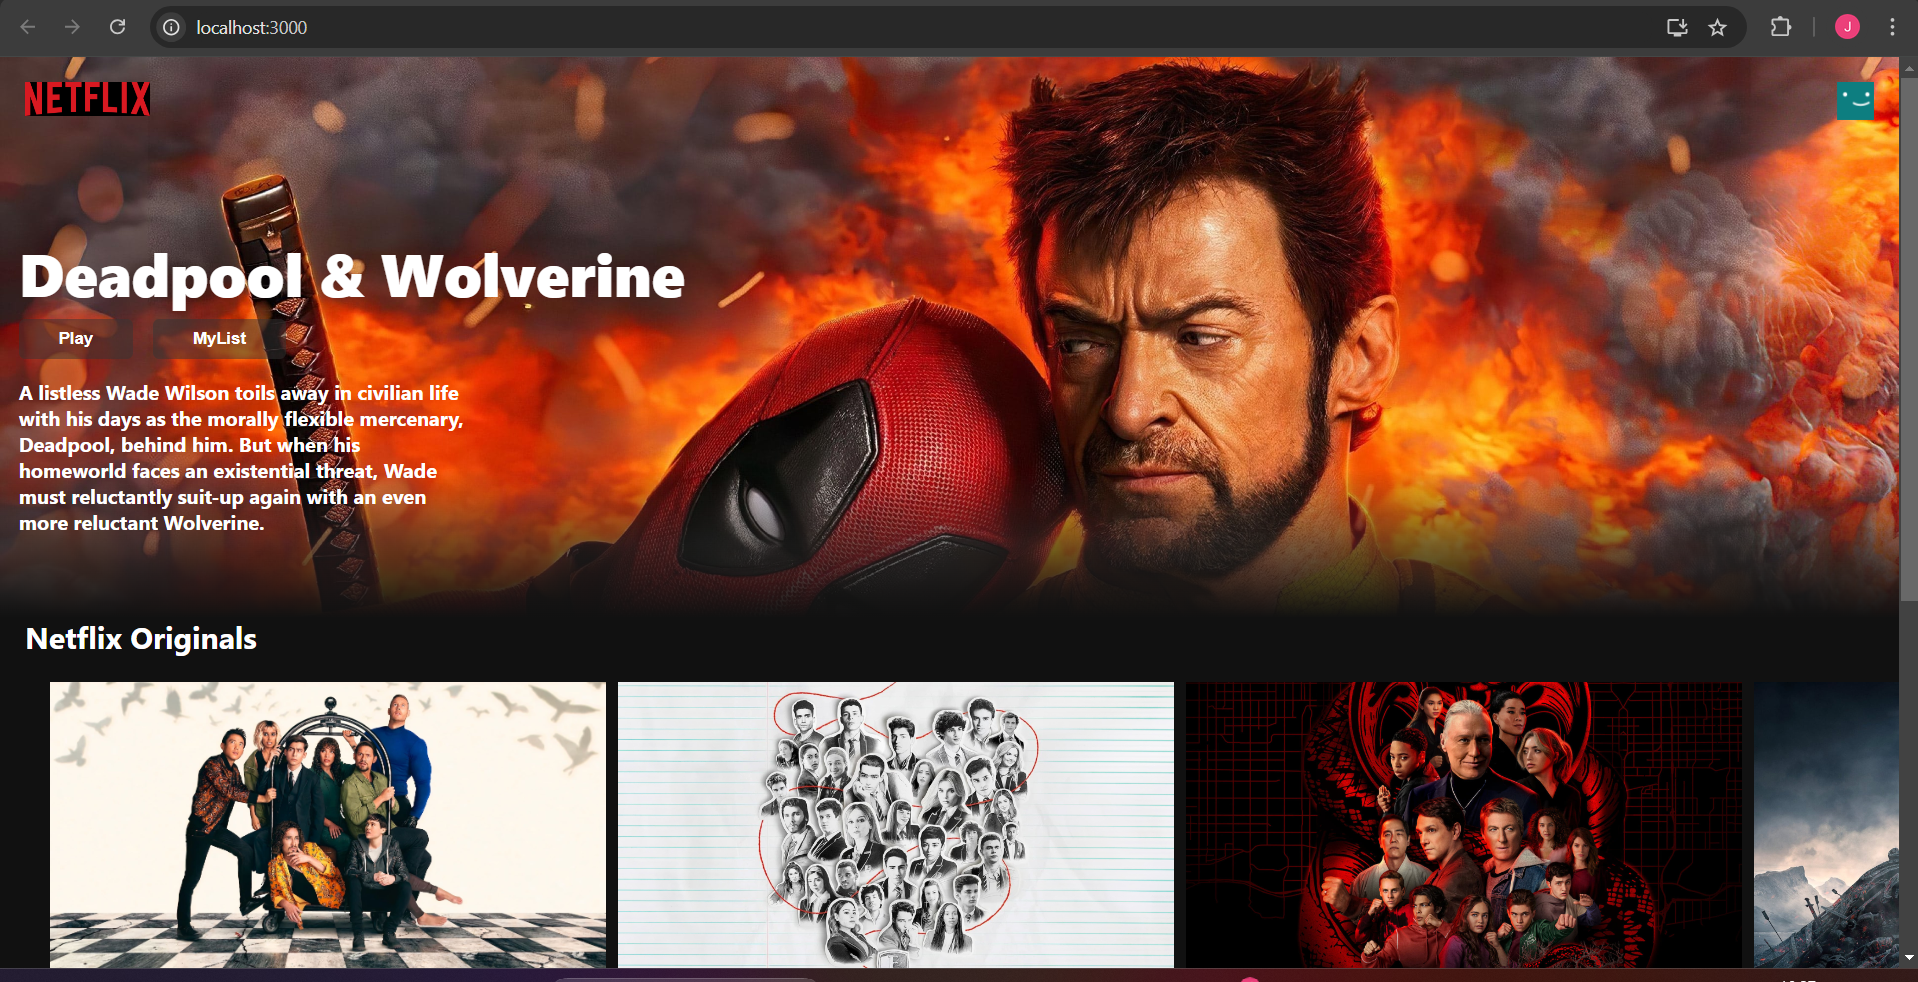 localhost:3000
J
NETFLIX
Deadpool & Wolverine
Play
MyList
A listless Wade Wilson toils away in civilian life
with his days as the morally flexible mercenary,
Deadpool, behind him. But when his
homeworld faces an existential threat, Wade
must reluctantly suit-up again with an even
more reluctant Wolverine.
Netflix Originals